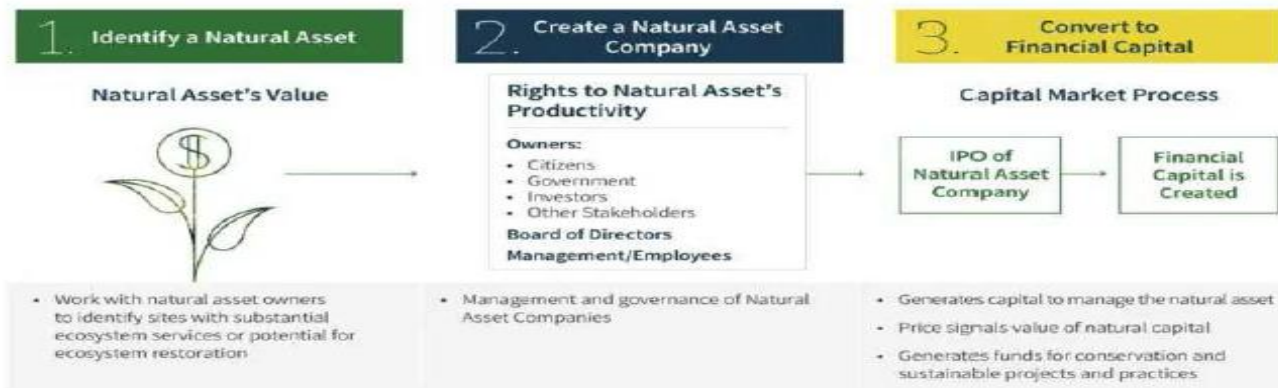 1. Identify a Natural Asset
Natural Asset's Value
$
• Work with natural asset owners
to identify sites with substantial
ecosystem services or potential for
ecosystem restoration
2. Create a Natural Asset
Company
Rights to Natural Asset's
Productivity
Owners:
• Citizens
• Government
• Investors
• Other Stakeholders
Board of Directors
Management/Employees
• Management and governance of Natural
Asset Companies
3. Convert to
Financial Capital
Capital Market Process
IPO of
Natural Asset
Company
Financial
Capital is
Created
• Generates capital to manage the natural asset
• Price signals value of natural capital
• Generates funds for conservation and
sustainable projects and practices